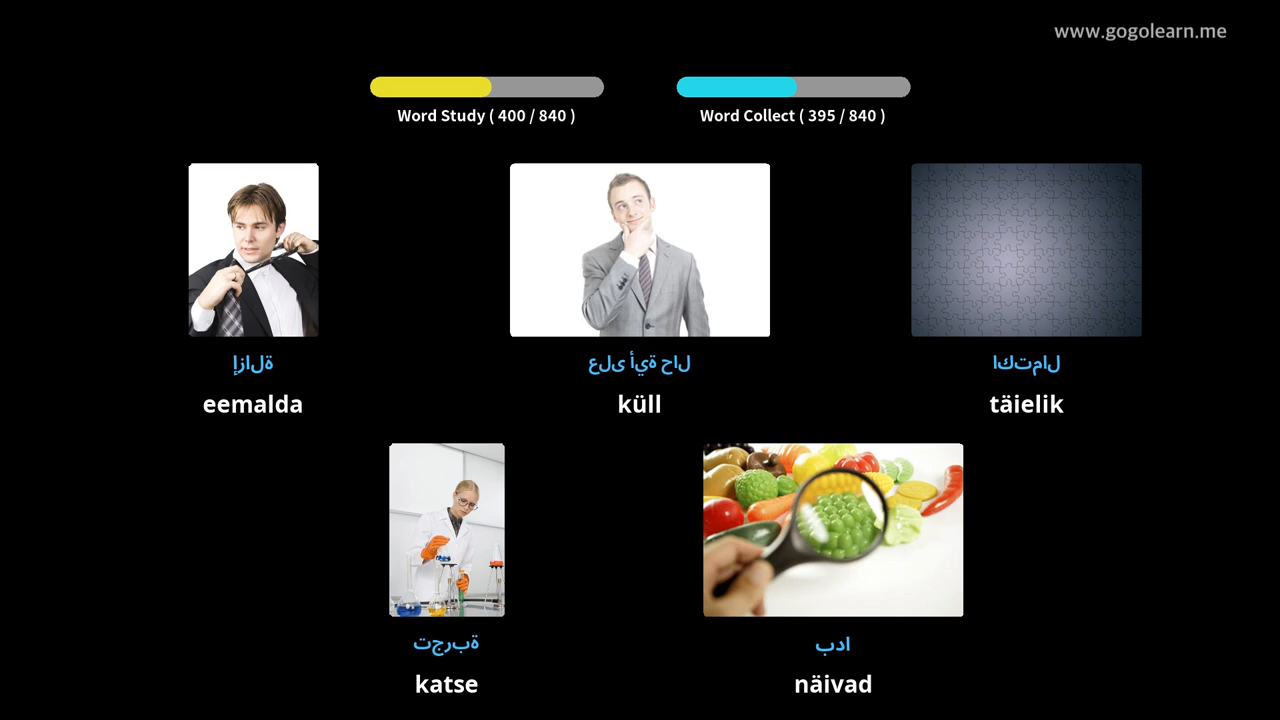 www.gogolearn.me
Word Study ( 400 / 840 )
Word Collect ( 395 / 840 )
إزالة
على أية حال
اكتمال
eemalda
küll
täielik
تجربة
بدا
katse
näivad